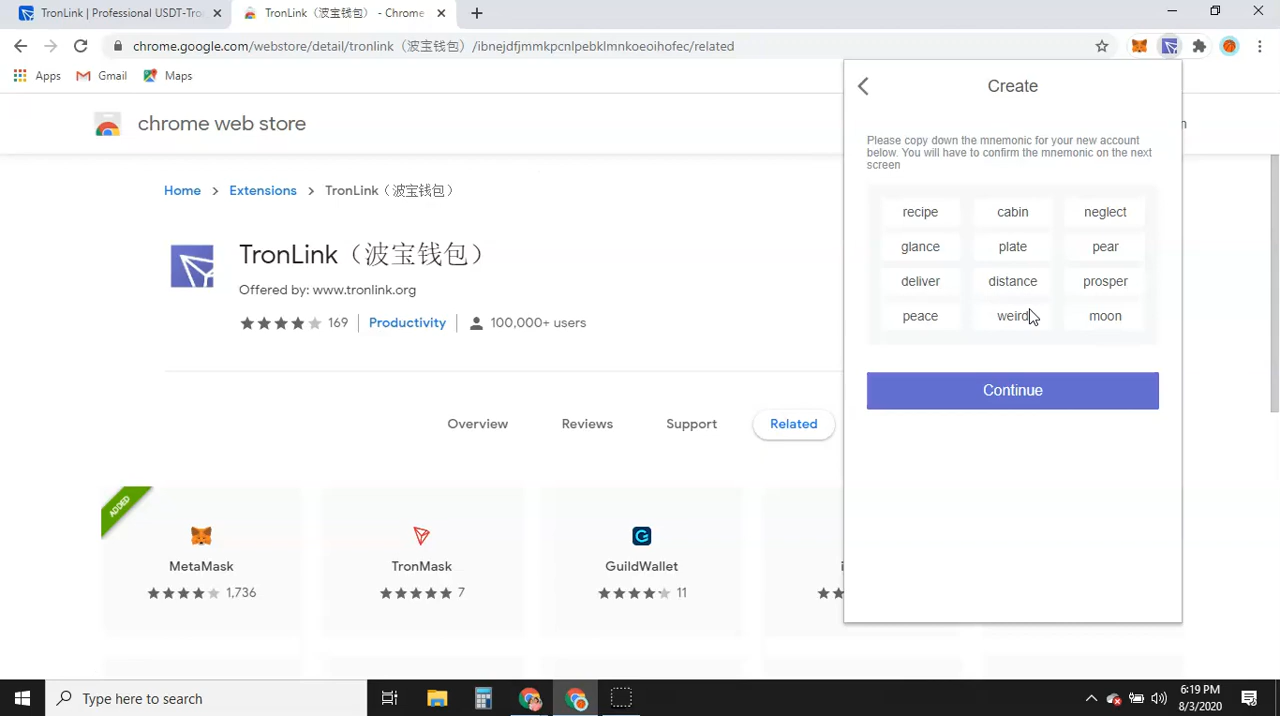 TronLink | Professional USDT-Tro
TronLink（波宝钱包） - Chrome
chrome.google.com/webstore/detail/tronlink（波宝钱包）/ibnejdfjmmkpcnlpebklmnkoeoihofec/related
Apps Gmail Maps
chrome web store
Home > Extensions > TronLink（波宝钱包）
TronLink（波宝钱包）
Offered by: www.tronlink.org
169 Productivity 100,000+ users
Overview Reviews Support Related
ADDED
MetaMask TronMask GuildWallet
1,736 7 11
Create
Please copy down the mnemonic for your new account
below. You will have to confirm the mnemonic on the next
screen
recipe cabin neglect
glance plate pear
deliver distance prosper
peace weird moon
Continue
Type here to search
6:19 PM
8/3/2020